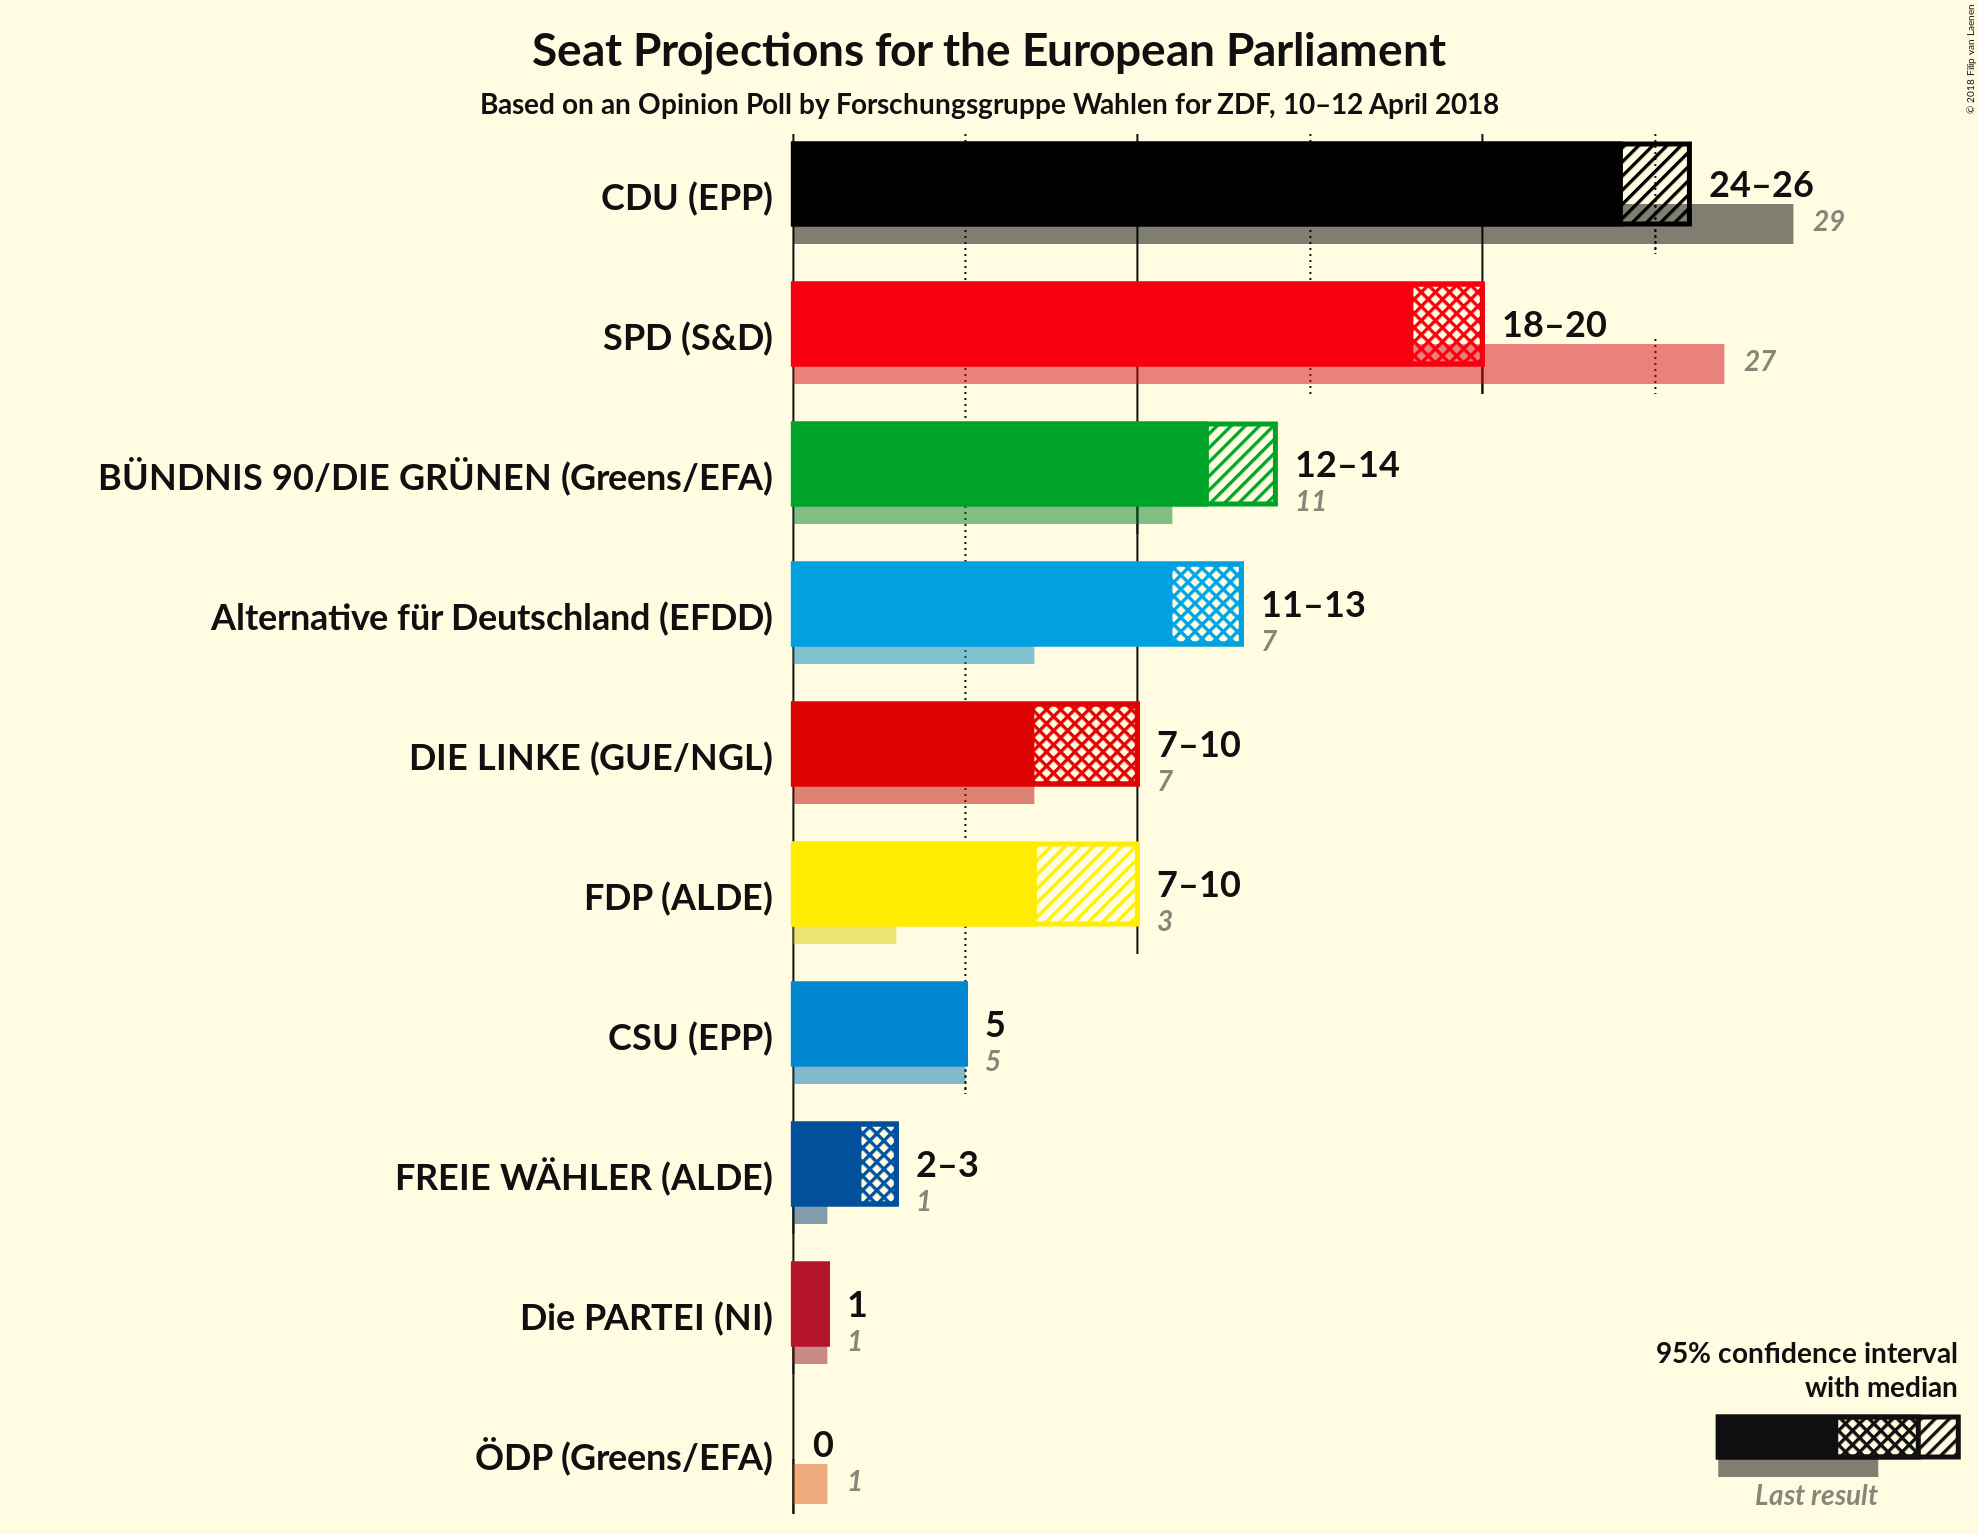 Seat Projections for the European Parliament
Based on an Opinion Poll by Forschungsgruppe Wahlen for ZDF, 10–12 April 2018
© 2018 Filip van Laenen
CDU (EPP)
24–26
29
SPD (S&D)
18–20
27
BÜNDNIS 90/DIE GRÜNEN (Greens/EFA)
12–14
11
Alternative für Deutschland (EFDD)
11–13
7
DIE LINKE (GUE/NGL)
7–10
7
FDP (ALDE)
7–10
3
CSU (EPP)
5
5
FREIE WÄHLER (ALDE)
2–3
1
Die PARTEI (NI)
1
1
ÖDP (Greens/EFA)
0
1
95% confidence interval
with median
Last result